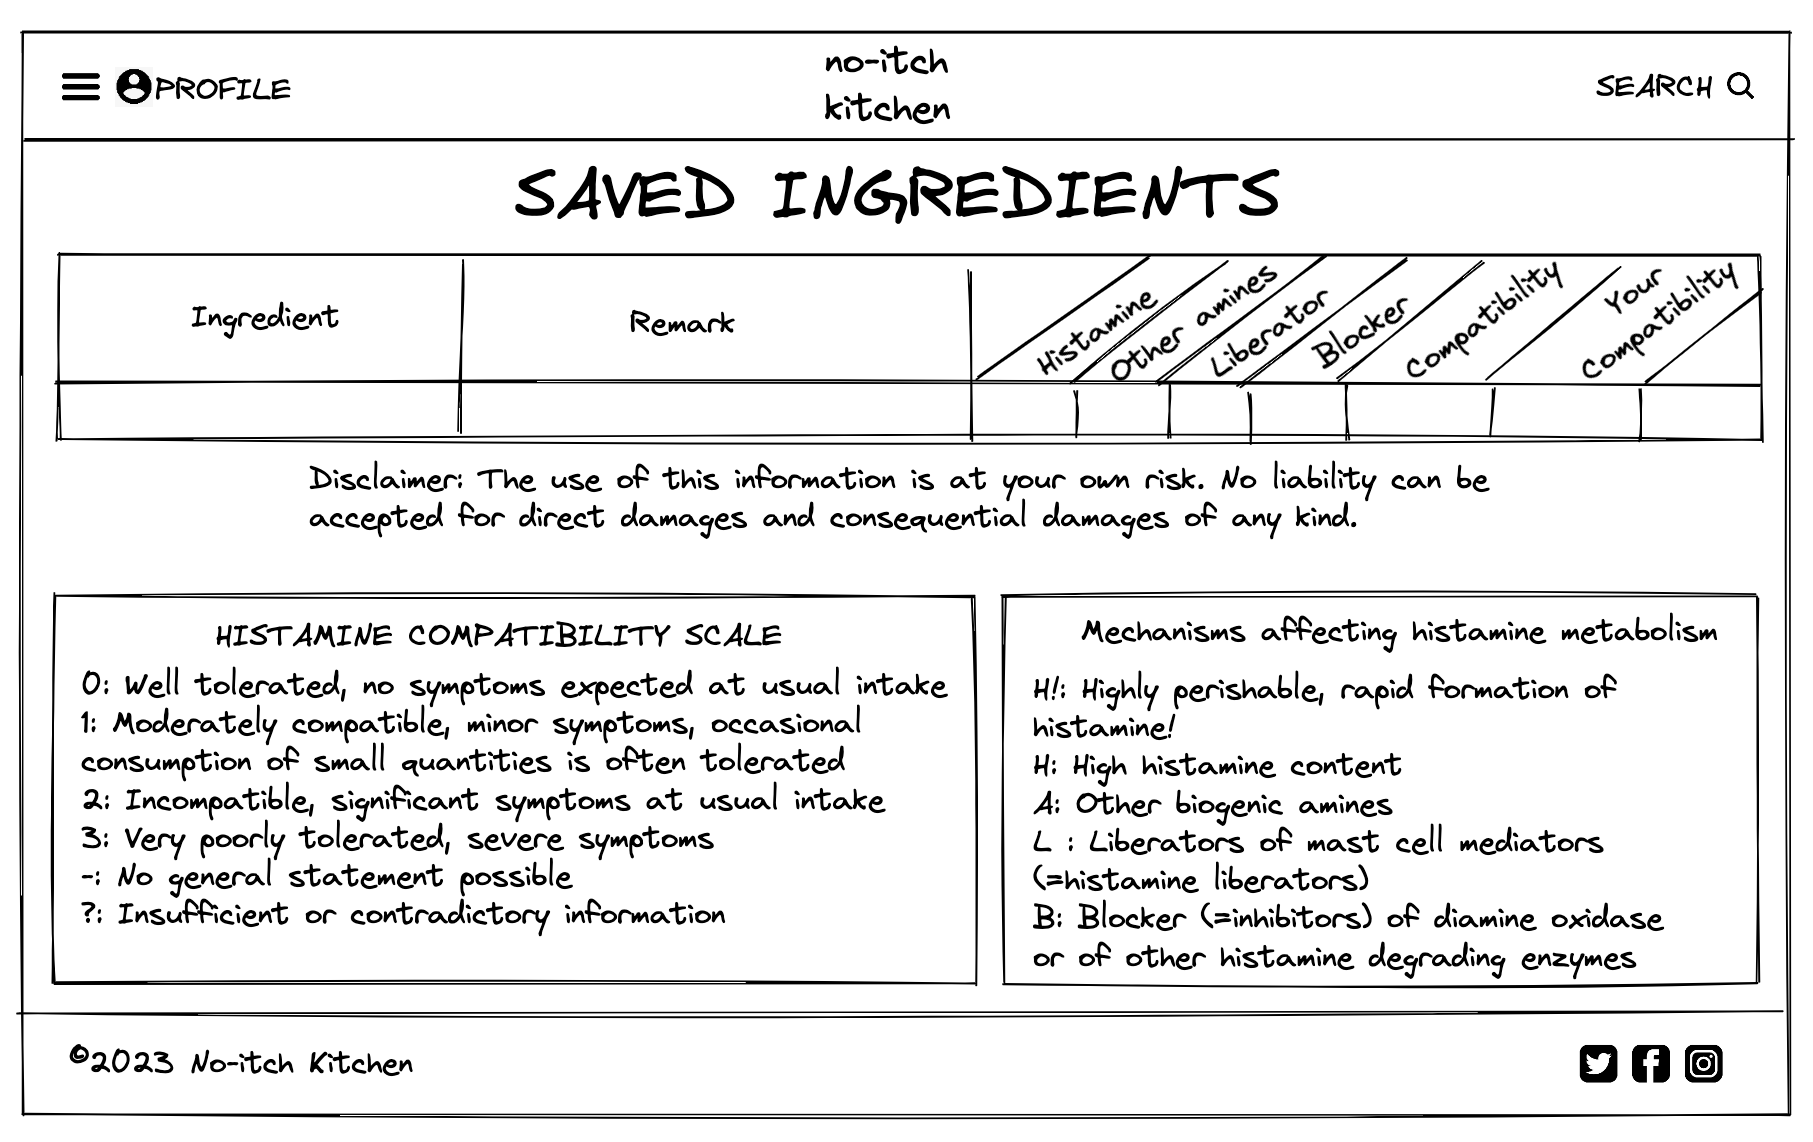 PROFILE
no-itch
kitchen
SEARCH
SAVED INGREDIENTS
Ingredient
Remark
Histamine
Other amines
Liberator
Blocker
Compatibility
Your
Compatibility
Disclaimer: The use of this information is at your own risk. No liability can be
accepted for direct damages and consequential damages of any kind.
HISTAMINE COMPATIBILITY SCALE
0: Well tolerated, no symptoms expected at usual intake
1: Moderately compatible, minor symptoms, occasional
consumption of small quantities is often tolerated
2: Incompatible, significant symptoms at usual intake
3: Very poorly tolerated, severe symptoms
-: No general statement possible
?: Insufficient or contradictory information
Mechanisms affecting histamine metabolism
H!: Highly perishable, rapid formation of
histamine!
H: High histamine content
A: Other biogenic amines
L : Liberators of mast cell mediators
(=histamine liberators)
B: Blocker (=inhibitors) of diamine oxidase
or of other histamine degrading enzymes
©2023 No-itch Kitchen